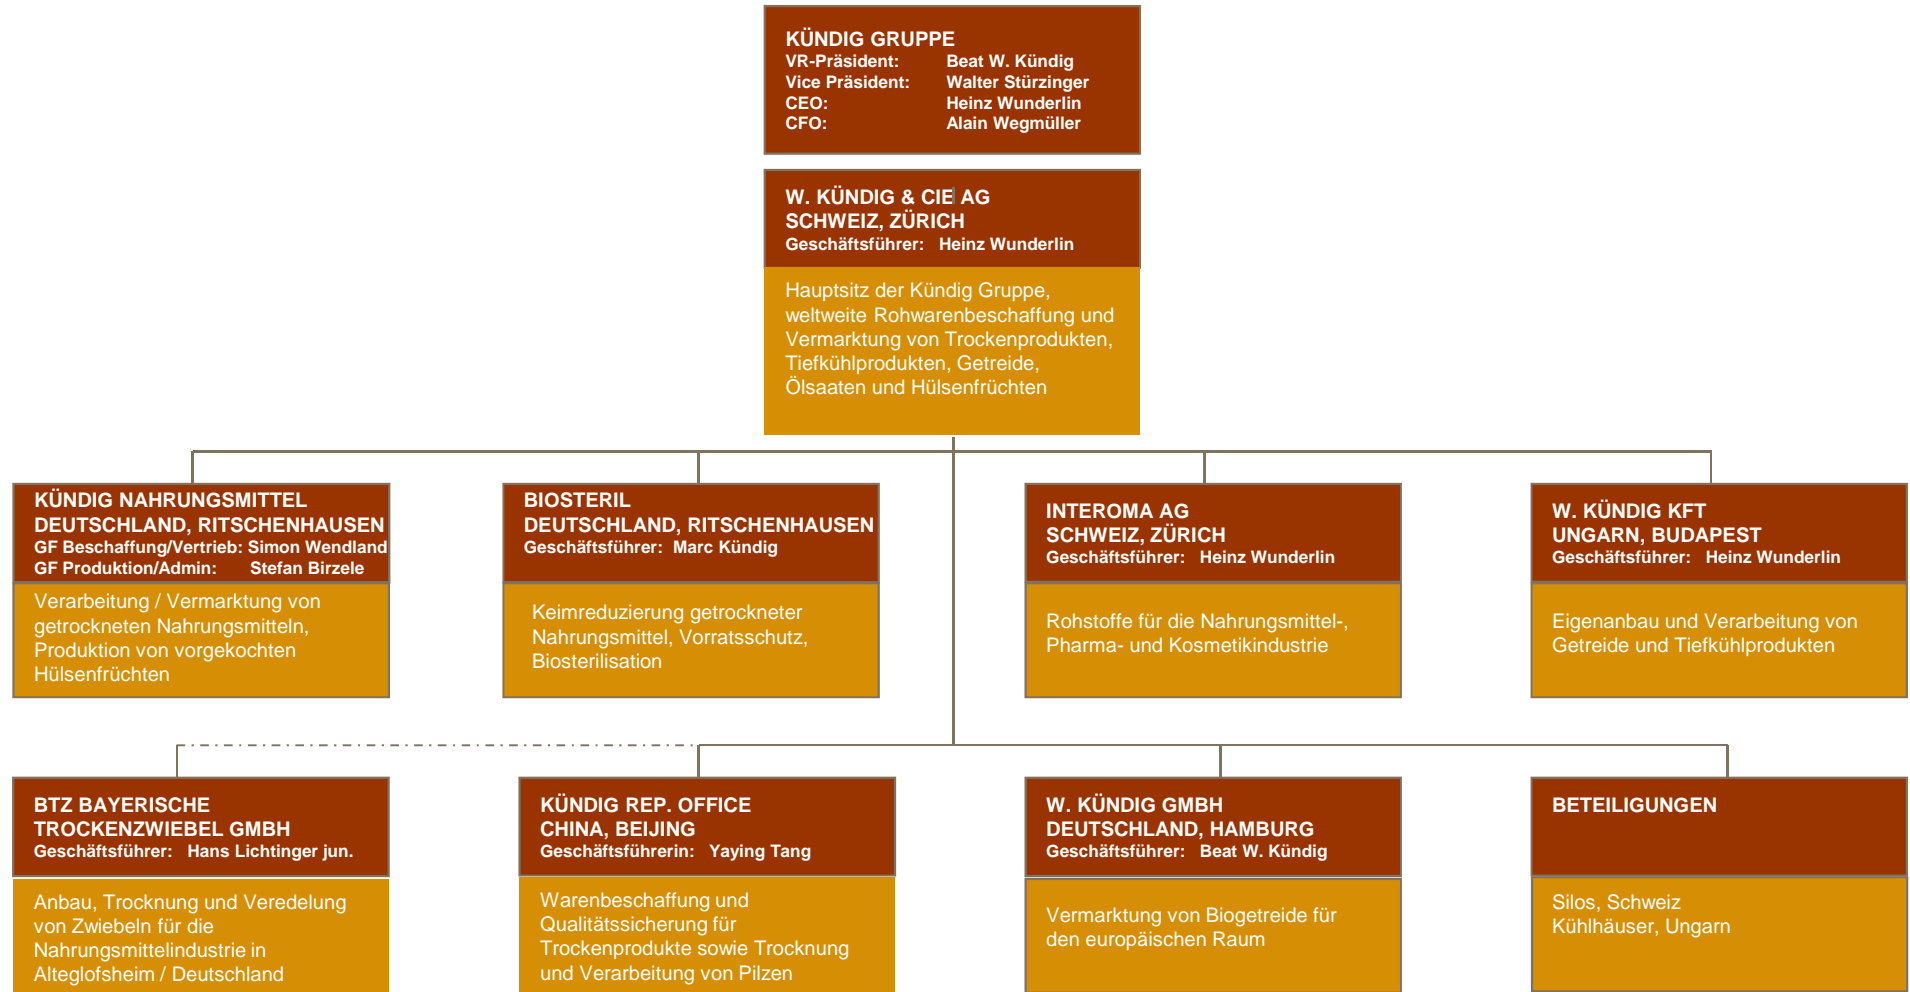 KÜNDIG GRUPPE
VR-Präsident: Beat W. Kündig
Vice Präsident: Walter Stürzinger
CEO: Heinz Wunderlin
CFO: Alain Wegmüller
W. KÜNDIG & CIE AG
SCHWEIZ, ZÜRICH
Geschäftsführer: Heinz Wunderlin
Hauptsitz der Kündig Gruppe,
weltweite Rohwarenbeschaffung und
Vermarktung von Trockenprodukten,
Tiefkühlprodukten, Getreide,
Ölsaaten und Hülsenfrüchten
KÜNDIG NAHRUNGSMITTEL
DEUTSCHLAND, RITSCHENHAUSEN
GF Beschaffung/Vertrieb: Simon Wendland
GF Produktion/Admin: Stefan Birzele
Verarbeitung / Vermarktung von
getrockneten Nahrungsmitteln,
Produktion von vorgekochten
Hülsenfrüchten
BIOSTERIL
DEUTSCHLAND, RITSCHENHAUSEN
Geschäftsführer: Marc Kündig
Keimreduzierung getrockneter
Nahrungsmittel, Vorratsschutz,
Biosterilisation
INTEROMA AG
SCHWEIZ, ZÜRICH
Geschäftsführer: Heinz Wunderlin
Rohstoffe für die Nahrungsmittel-,
Pharma- und Kosmetikindustrie
W. KÜNDIG KFT
UNGARN, BUDAPEST
Geschäftsführer: Heinz Wunderlin
Eigenanbau und Verarbeitung von
Getreide und Tiefkühlprodukten
BTZ BAYERISCHE
TROCKENZWIEBEL GMBH
Geschäftsführer: Hans Lichtinger jun.
Anbau, Trocknung und Veredelung
von Zwiebeln für die
Nahrungsmittelindustrie in
Alteglofsheim / Deutschland
KÜNDIG REP. OFFICE
CHINA, BEIJING
Geschäftsführerin: Yaying Tang
Warenbeschaffung und
Qualitätssicherung für
Trockenprodukte sowie Trocknung
und Verarbeitung von Pilzen
W. KÜNDIG GMBH
DEUTSCHLAND, HAMBURG
Geschäftsführer: Beat W. Kündig
Vermarktung von Biogetreide für
den europäischen Raum
BETEILIGUNGEN
Silos, Schweiz
Kühlhäuser, Ungarn